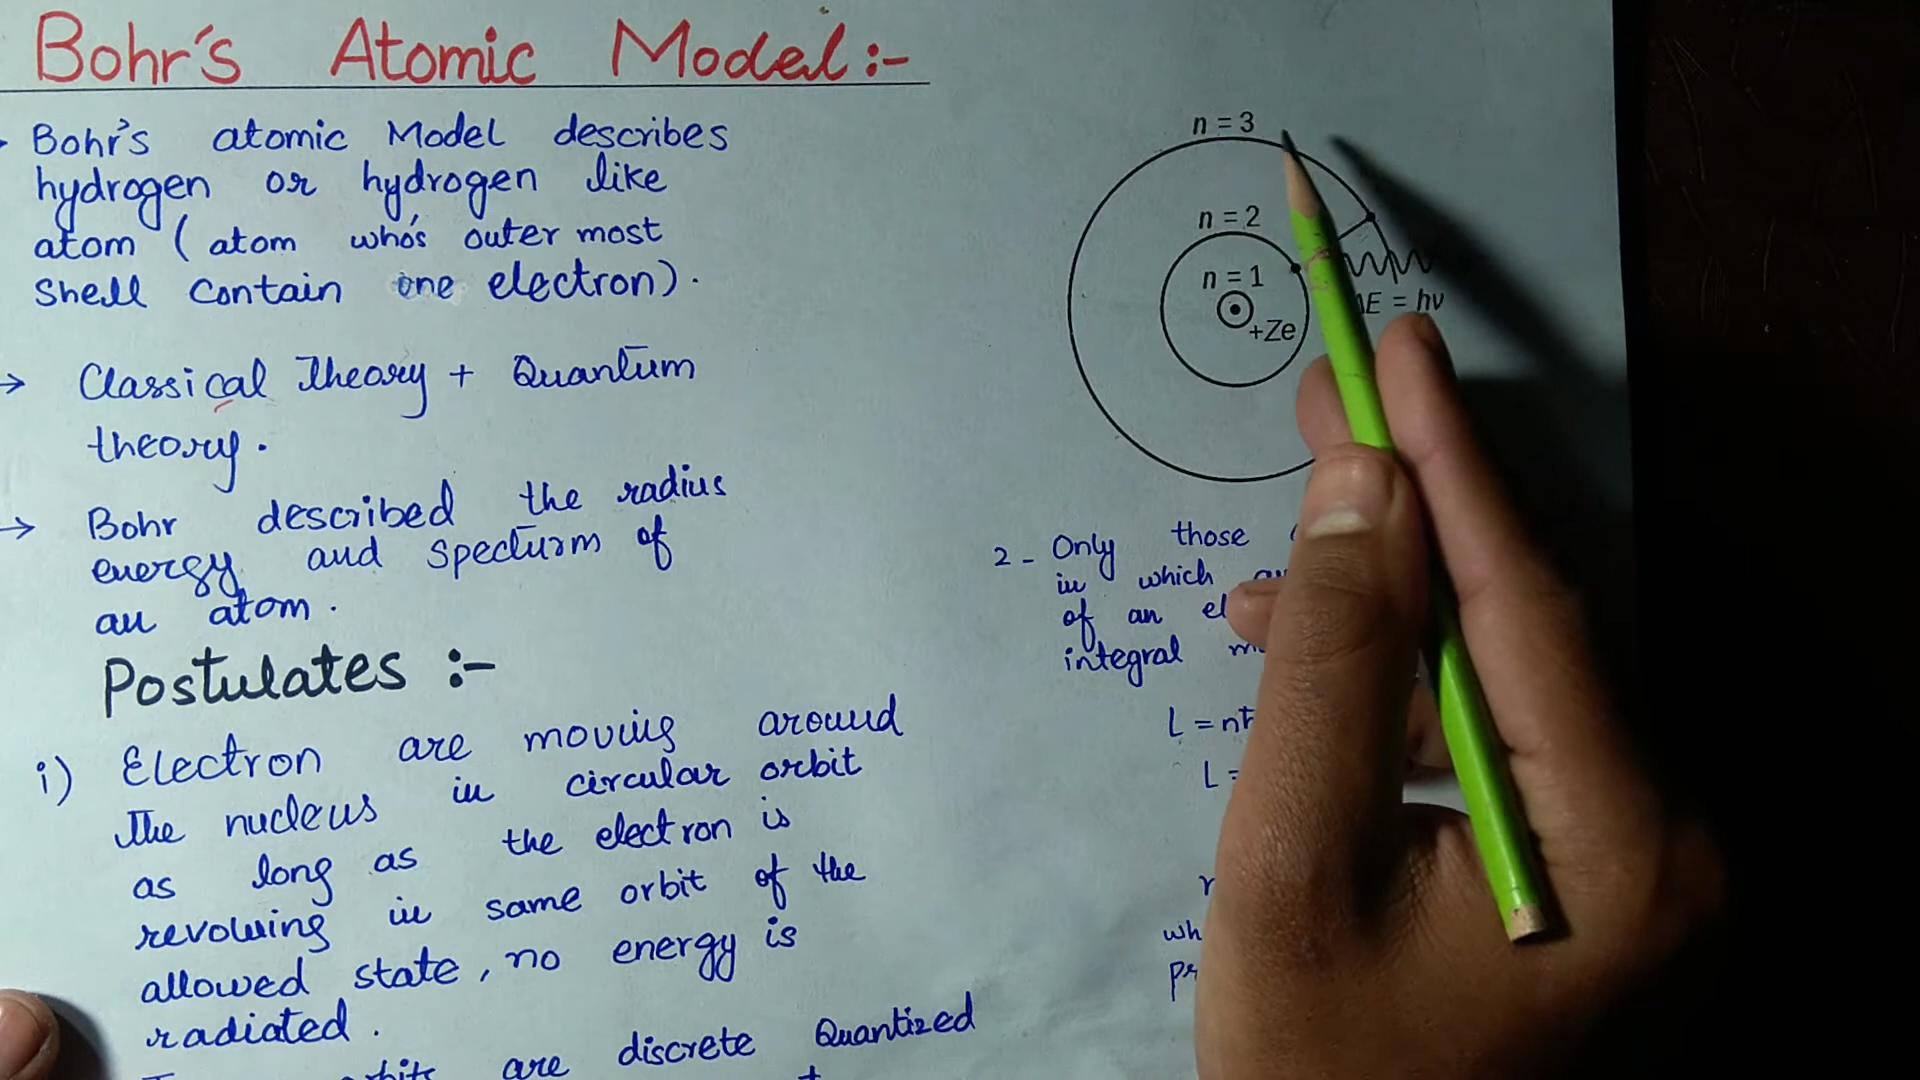 Bohr's Atomic Model :-
Bohr's atomic Model describes
hydrogen or hydrogen like
atom ( atom who's outer most
Shell Contain one electron).
→ Classical Theory + Quantum
theory.
→ Bohr described the radius
energy and specturm of
an atom.
Postulates :-
i) Electron are moving around
The nucleus in circular orbit
as long as the electron is
revolving in same orbit of the
allowed state, no energy is
radiated.
are discrete Quantized
n = 3
n = 2
n = 1
+Ze
E = hν
2 - Only those
in which
of an
integral
L = nħ
L =